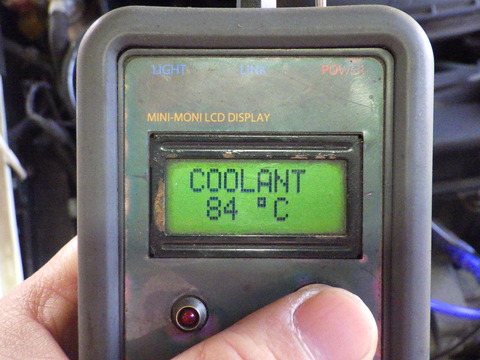 LIGHT LINK POWER
MINI-MONI LCD DISPLAY
COOLANT
84 °C